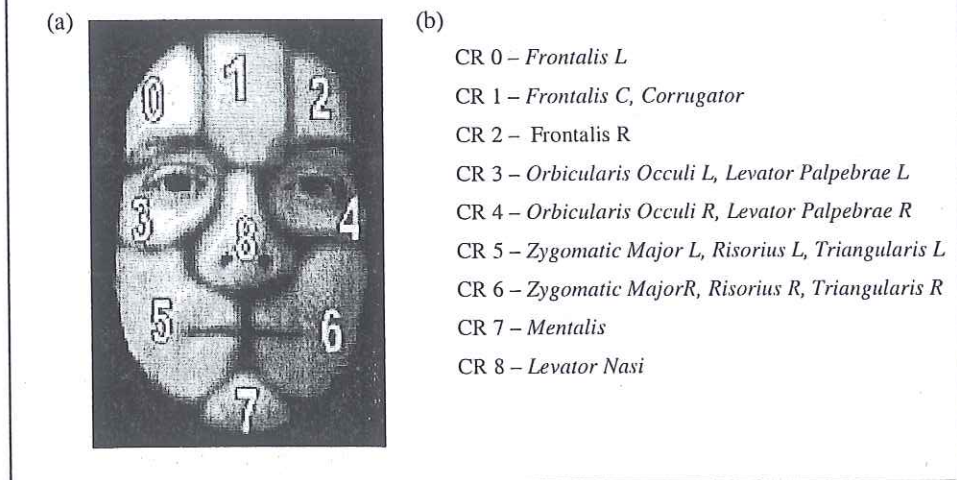 (a)
(b)
0
1
2
3
4
8
5
6
7
CR 0 – Frontalis L
CR 1 – Frontalis C, Corrugator
CR 2 – Frontalis R
CR 3 – Orbicularis Occuli L, Levator Palpebrae L
CR 4 – Orbicularis Occuli R, Levator Palpebrae R
CR 5 – Zygomatic Major L, Risorius L, Triangularis L
CR 6 – Zygomatic MajorR, Risorius R, Triangularis R
CR 7 – Mentalis
CR 8 – Levator Nasi